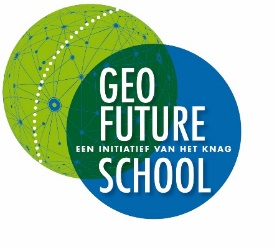 GEO
FUTURE
EEN INITIATIEF VAN HET KNAG
SCHOOL